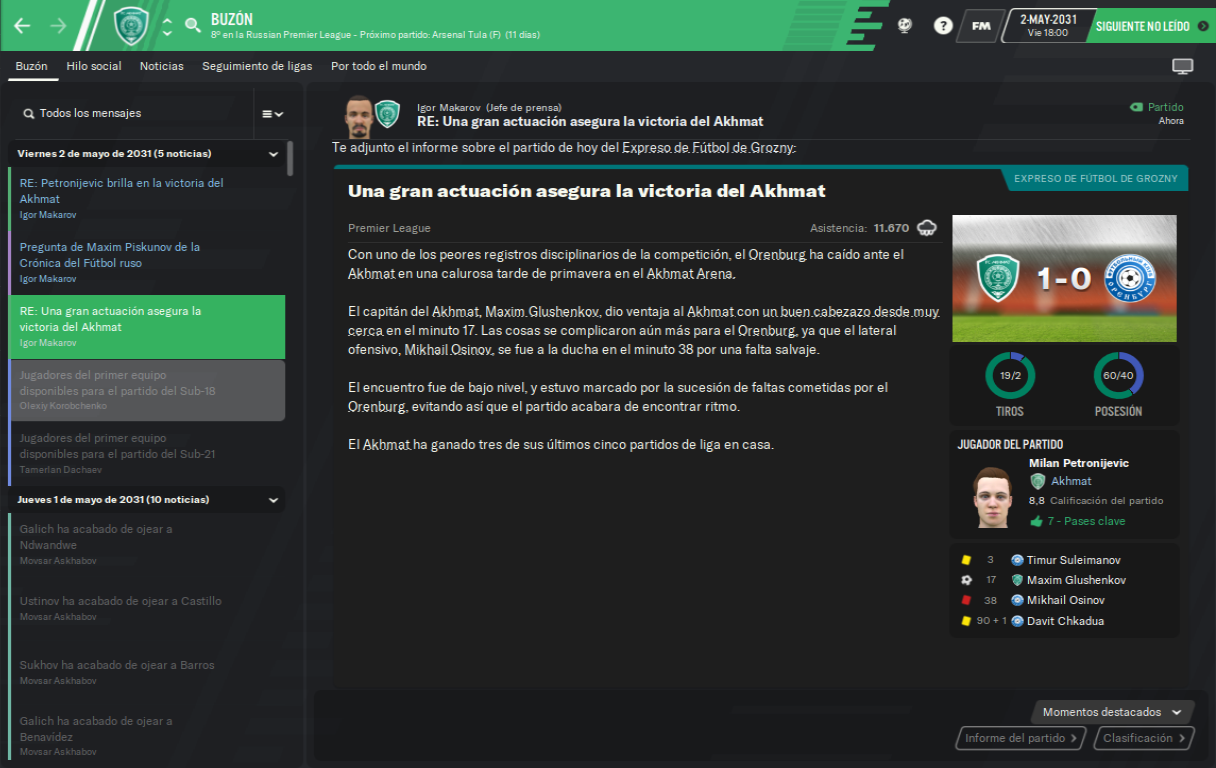 BUZÓN
8º en la Russian Premier League - Próximo partido: Arsenal Tula (F) (11 días)
?
FM
2-MAY-2031
Vie 18:00
SIGUIENTE NO LEÍDO
Buzón
Hilo social
Noticias
Seguimiento de ligas
Por todo el mundo
Todos los mensajes
Viernes 2 de mayo de 2031 (5 noticias)
RE: Petronijevic brilla en la victoria del
Akhmat
Igor Makarov
Pregunta de Maxim Piskunov de la
Crónica del Fútbol ruso
Igor Makarov
RE: Una gran actuación asegura la
victoria del Akhmat
Igor Makarov
Jugadores del primer equipo
disponibles para el partido del Sub-18
Olexiy Korobchenko
Jugadores del primer equipo
disponibles para el partido del Sub-21
Tamerlan Dachaev
Jueves 1 de mayo de 2031 (10 noticias)
Galich ha acabado de ojear a
Ndwandwe
Movsar Askhabov
Ustinov ha acabado de ojear a Castillo
Movsar Askhabov
Sukhov ha acabado de ojear a Barros
Movsar Askhabov
Galich ha acabado de ojear a
Benavídez
Movsar Askhabov
Igor Makarov (Jefe de prensa)
RE: Una gran actuación asegura la victoria del Akhmat
Partido
Ahora
Te adjunto el informe sobre el partido de hoy del Expreso de Fútbol de Grozny:
EXPRESO DE FÚTBOL DE GROZNY
Una gran actuación asegura la victoria del Akhmat
Premier League
Asistencia: 11.670
Con uno de los peores registros disciplinarios de la competición, el Orenburg ha caído ante el
Akhmat en una calurosa tarde de primavera en el Akhmat Arena.
El capitán del Akhmat, Maxim Glushenkov, dio ventaja al Akhmat con un buen cabezazo desde muy
cerca en el minuto 17. Las cosas se complicaron aún más para el Orenburg, ya que el lateral
ofensivo, Mikhail Osinov, se fue a la ducha en el minuto 38 por una falta salvaje.
El encuentro fue de bajo nivel, y estuvo marcado por la sucesión de faltas cometidas por el
Orenburg, evitando así que el partido acabara de encontrar ritmo.
El Akhmat ha ganado tres de sus últimos cinco partidos de liga en casa.
1-0
19/2
TIROS
60/40
POSESIÓN
JUGADOR DEL PARTIDO
Milan Petronijevic
Akhmat
8,8 Calificación del partido
7 - Pases clave
3 Timur Suleimanov
17 Maxim Glushenkov
38 Mikhail Osinov
90 + 1 Davit Chkadua
Momentos destacados
Informe del partido
Clasificación